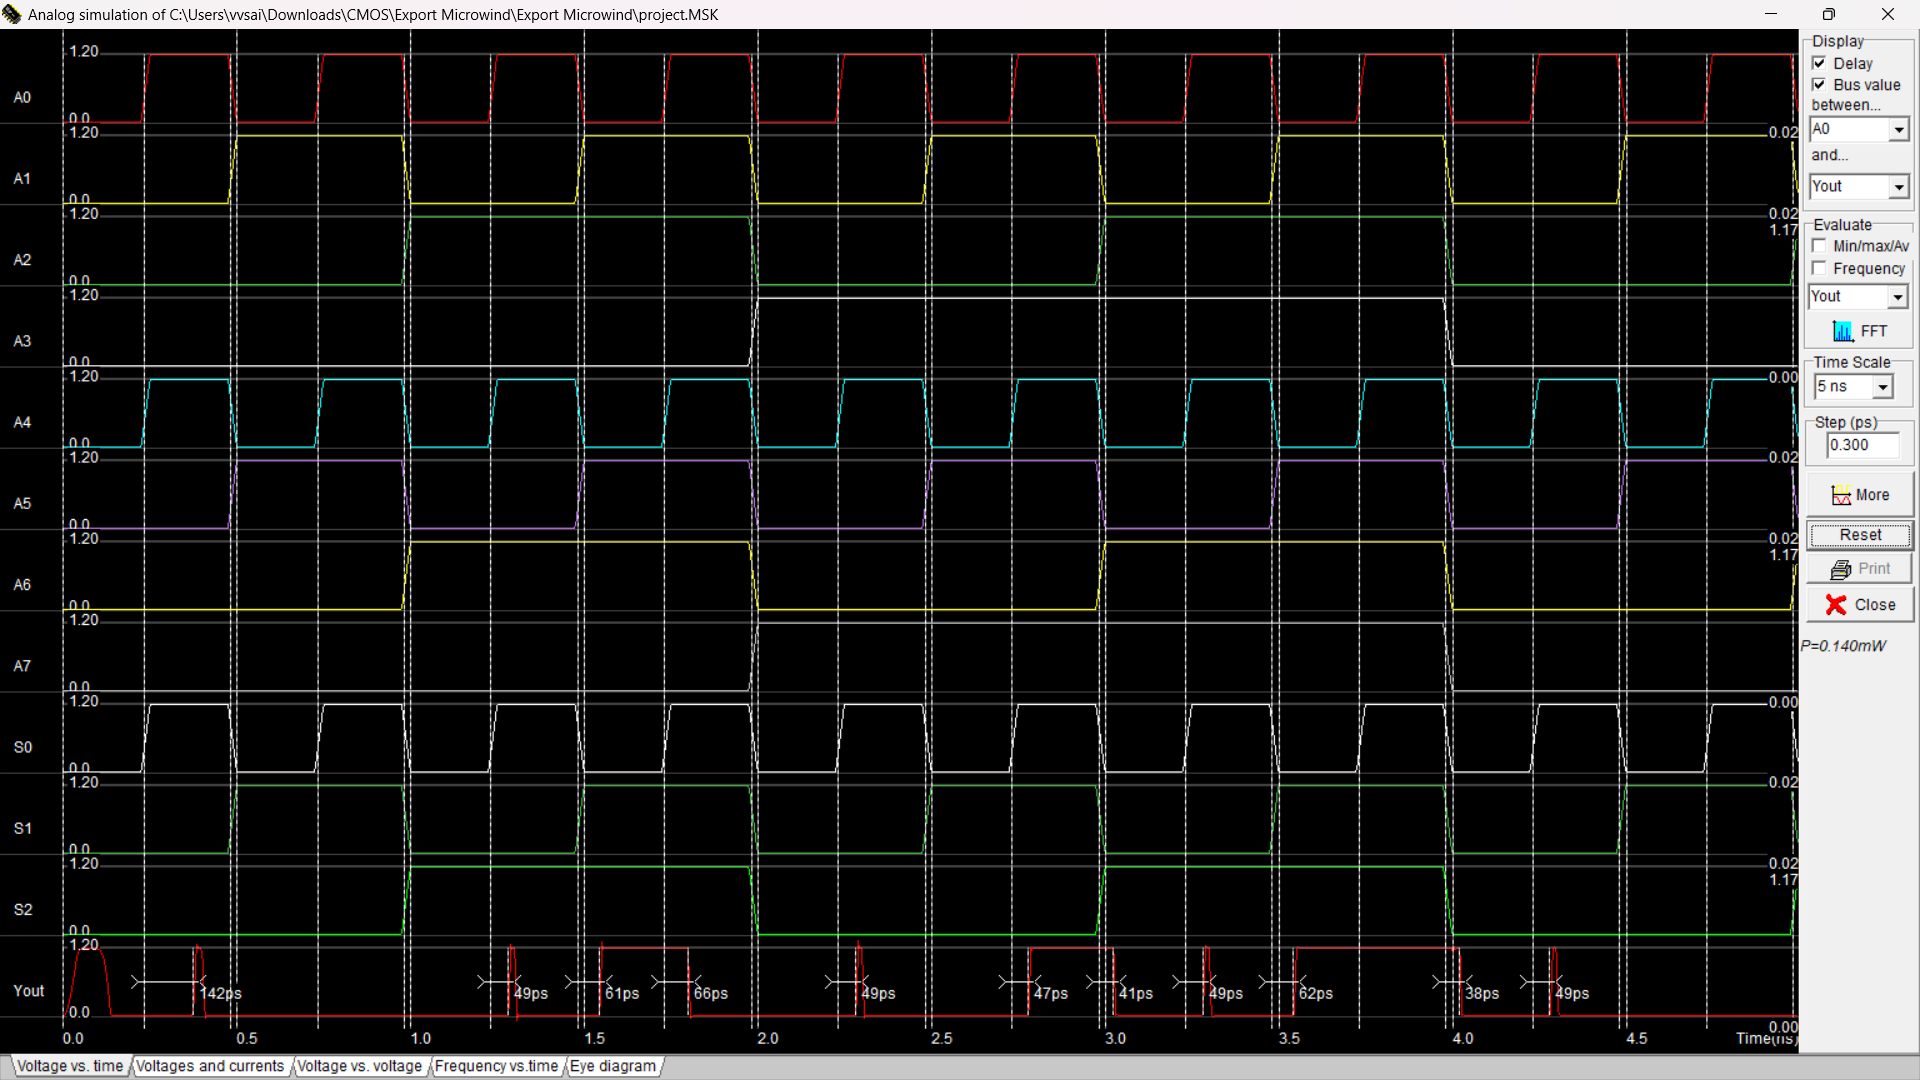 Analog simulation of C:\Users\vvsai\Downloads\CMOS\Export Microwind\Export Microwind\project.MSK
1.20
A0
0.0
1.20 0.02
A1
0.0
1.20 0.02
1.17
A2
0.0
1.20
A3
0.0
1.20 0.00
A4
0.0
1.20 0.02
A5
0.0
1.20 0.02
1.17
A6
0.0
1.20
A7
0.0
1.20 0.00
S0
0.0
1.20 0.02
S1
0.0
1.20 0.02
1.17
S2
0.0
1.20
Yout
142ps 49ps 61ps 66ps 49ps 47ps 41ps 49ps 62ps 38ps 49ps
0.0
0.00
0.0 0.5 1.0 1.5 2.0 2.5 3.0 3.5 4.0 4.5 Time(ns)
Voltage vs. time Voltages and currents Voltage vs. voltage Frequency vs.time Eye diagram
Display
Delay
Bus value
between...
A0
and...
Yout
Evaluate
Min/max/Av
Frequency
Yout
FFT
Time Scale
5 ns
Step (ps)
0.300
More
Reset
Print
Close
P=0.140mW